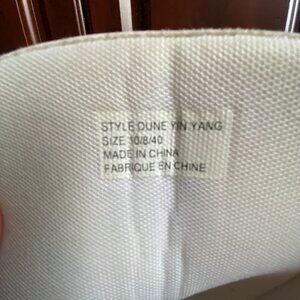 STYLE DUNE YIN YANG
SIZE 10/8/40
MADE IN CHINA
FABRIQUE EN CHINE